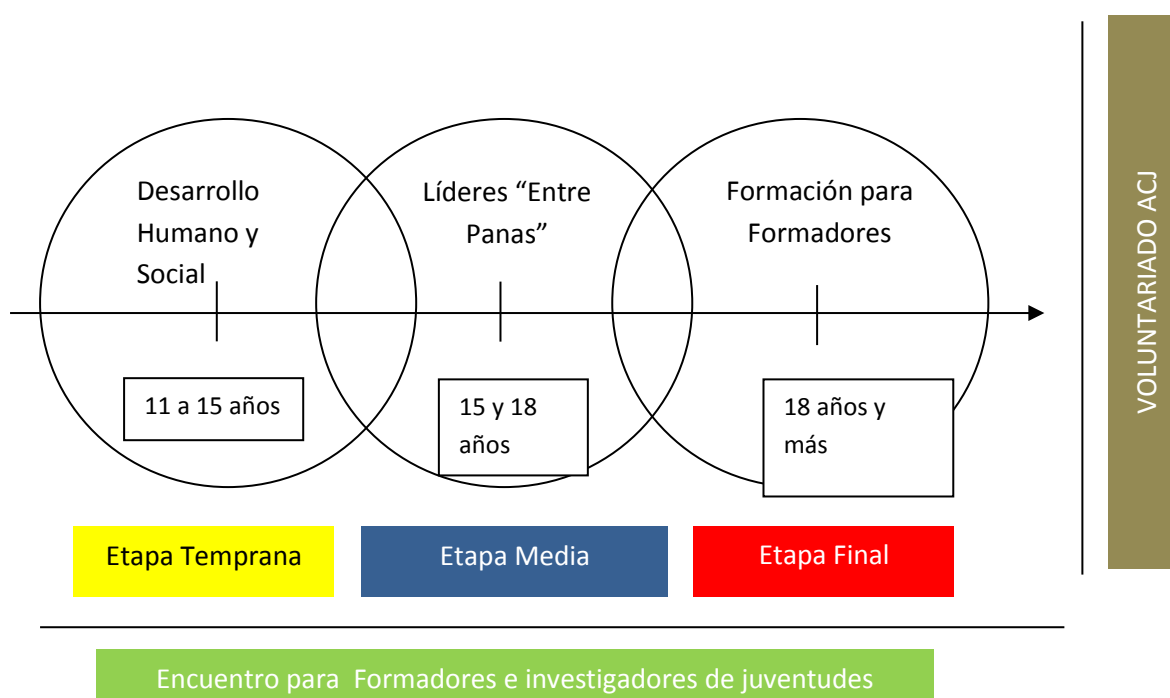 Desarrollo
Humano y
Social
Líderes “Entre
Panas”
Formación para
Formadores
11 a 15 años
15 y 18
años
18 años y
más
Etapa Temprana
Etapa Media
Etapa Final
Encuentro para  Formadores e investigadores de juventudes
VOLUNTARIADO ACJ